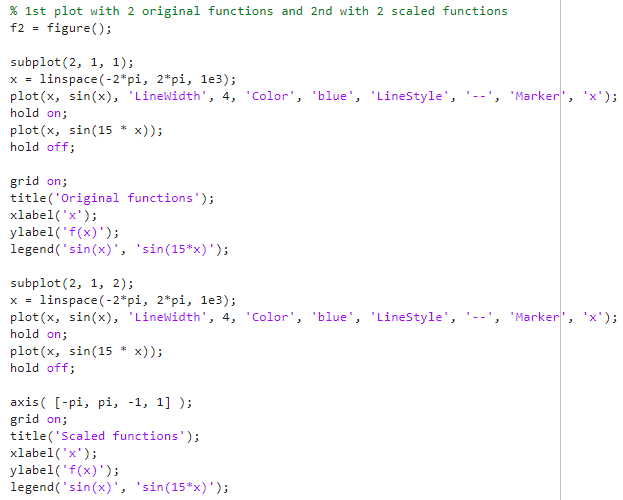 % 1st plot with 2 original functions and 2nd with 2 scaled functions
f2 = figure();
subplot(2, 1, 1);
x = linspace(-2*pi, 2*pi, 1e3);
plot(x, sin(x), 'LineWidth', 4, 'Color', 'blue', 'LineStyle', '--', 'Marker', 'x');
hold on;
plot(x, sin(15 * x));
hold off;
grid on;
title('Original functions');
xlabel('x');
ylabel('f(x)');
legend('sin(x)', 'sin(15*x)');
subplot(2, 1, 2);
x = linspace(-2*pi, 2*pi, 1e3);
plot(x, sin(x), 'LineWidth', 4, 'Color', 'blue', 'LineStyle', '--', 'Marker', 'x');
hold on;
plot(x, sin(15 * x));
hold off;
axis( [-pi, pi, -1, 1] );
grid on;
title('Scaled functions');
xlabel('x');
ylabel('f(x)');
legend('sin(x)', 'sin(15*x)');